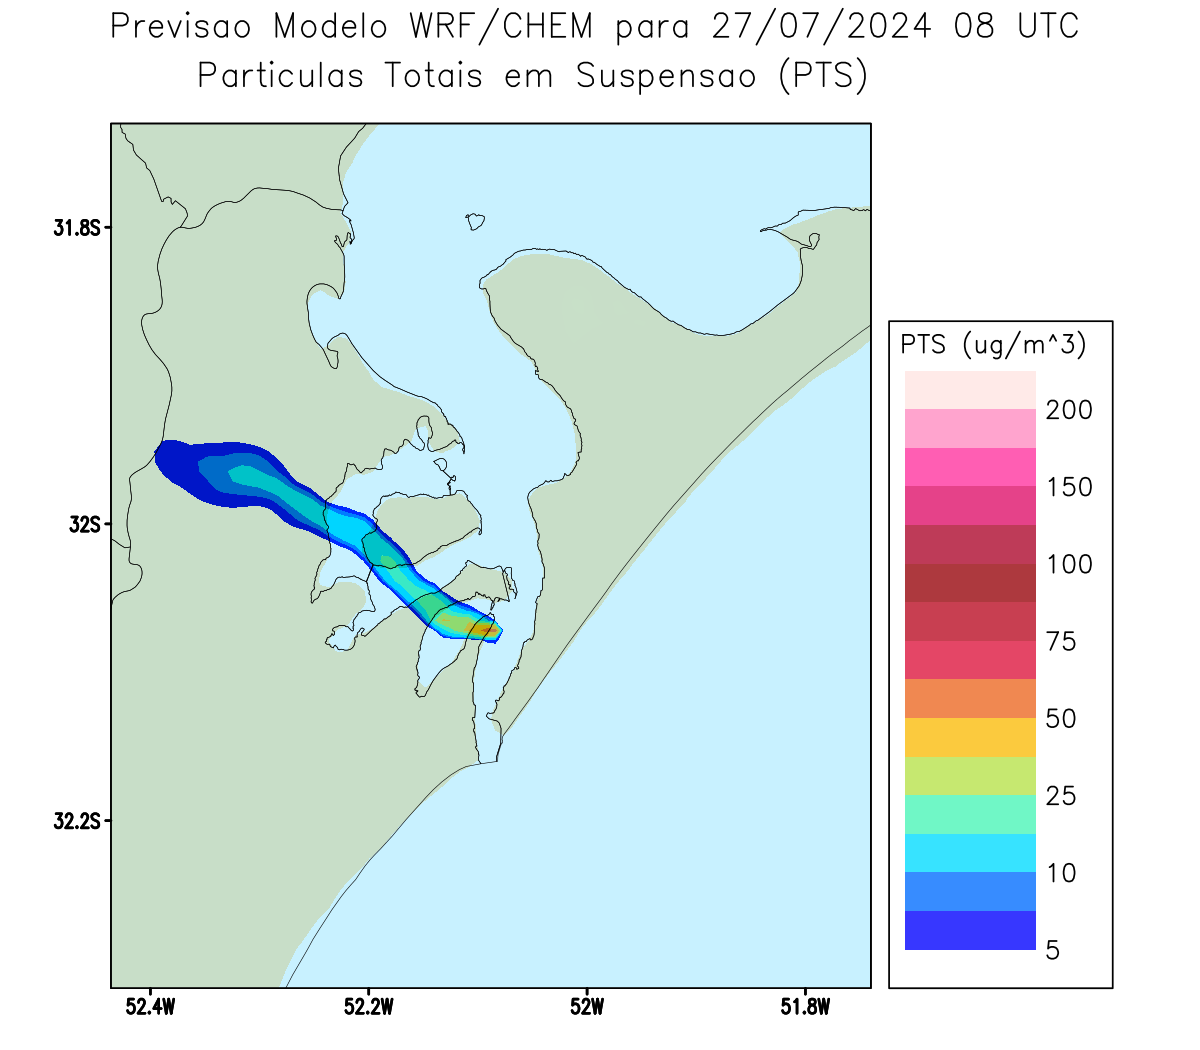 Previsao Modelo WRF/CHEM para 27/07/2024 08 UTC
Particulas Totais em Suspensao (PTS)
31.8S
32S
32.2S
52.4W
52.2W
52W
51.8W
PTS (ug/m^3)
200
150
100
75
50
25
10
5